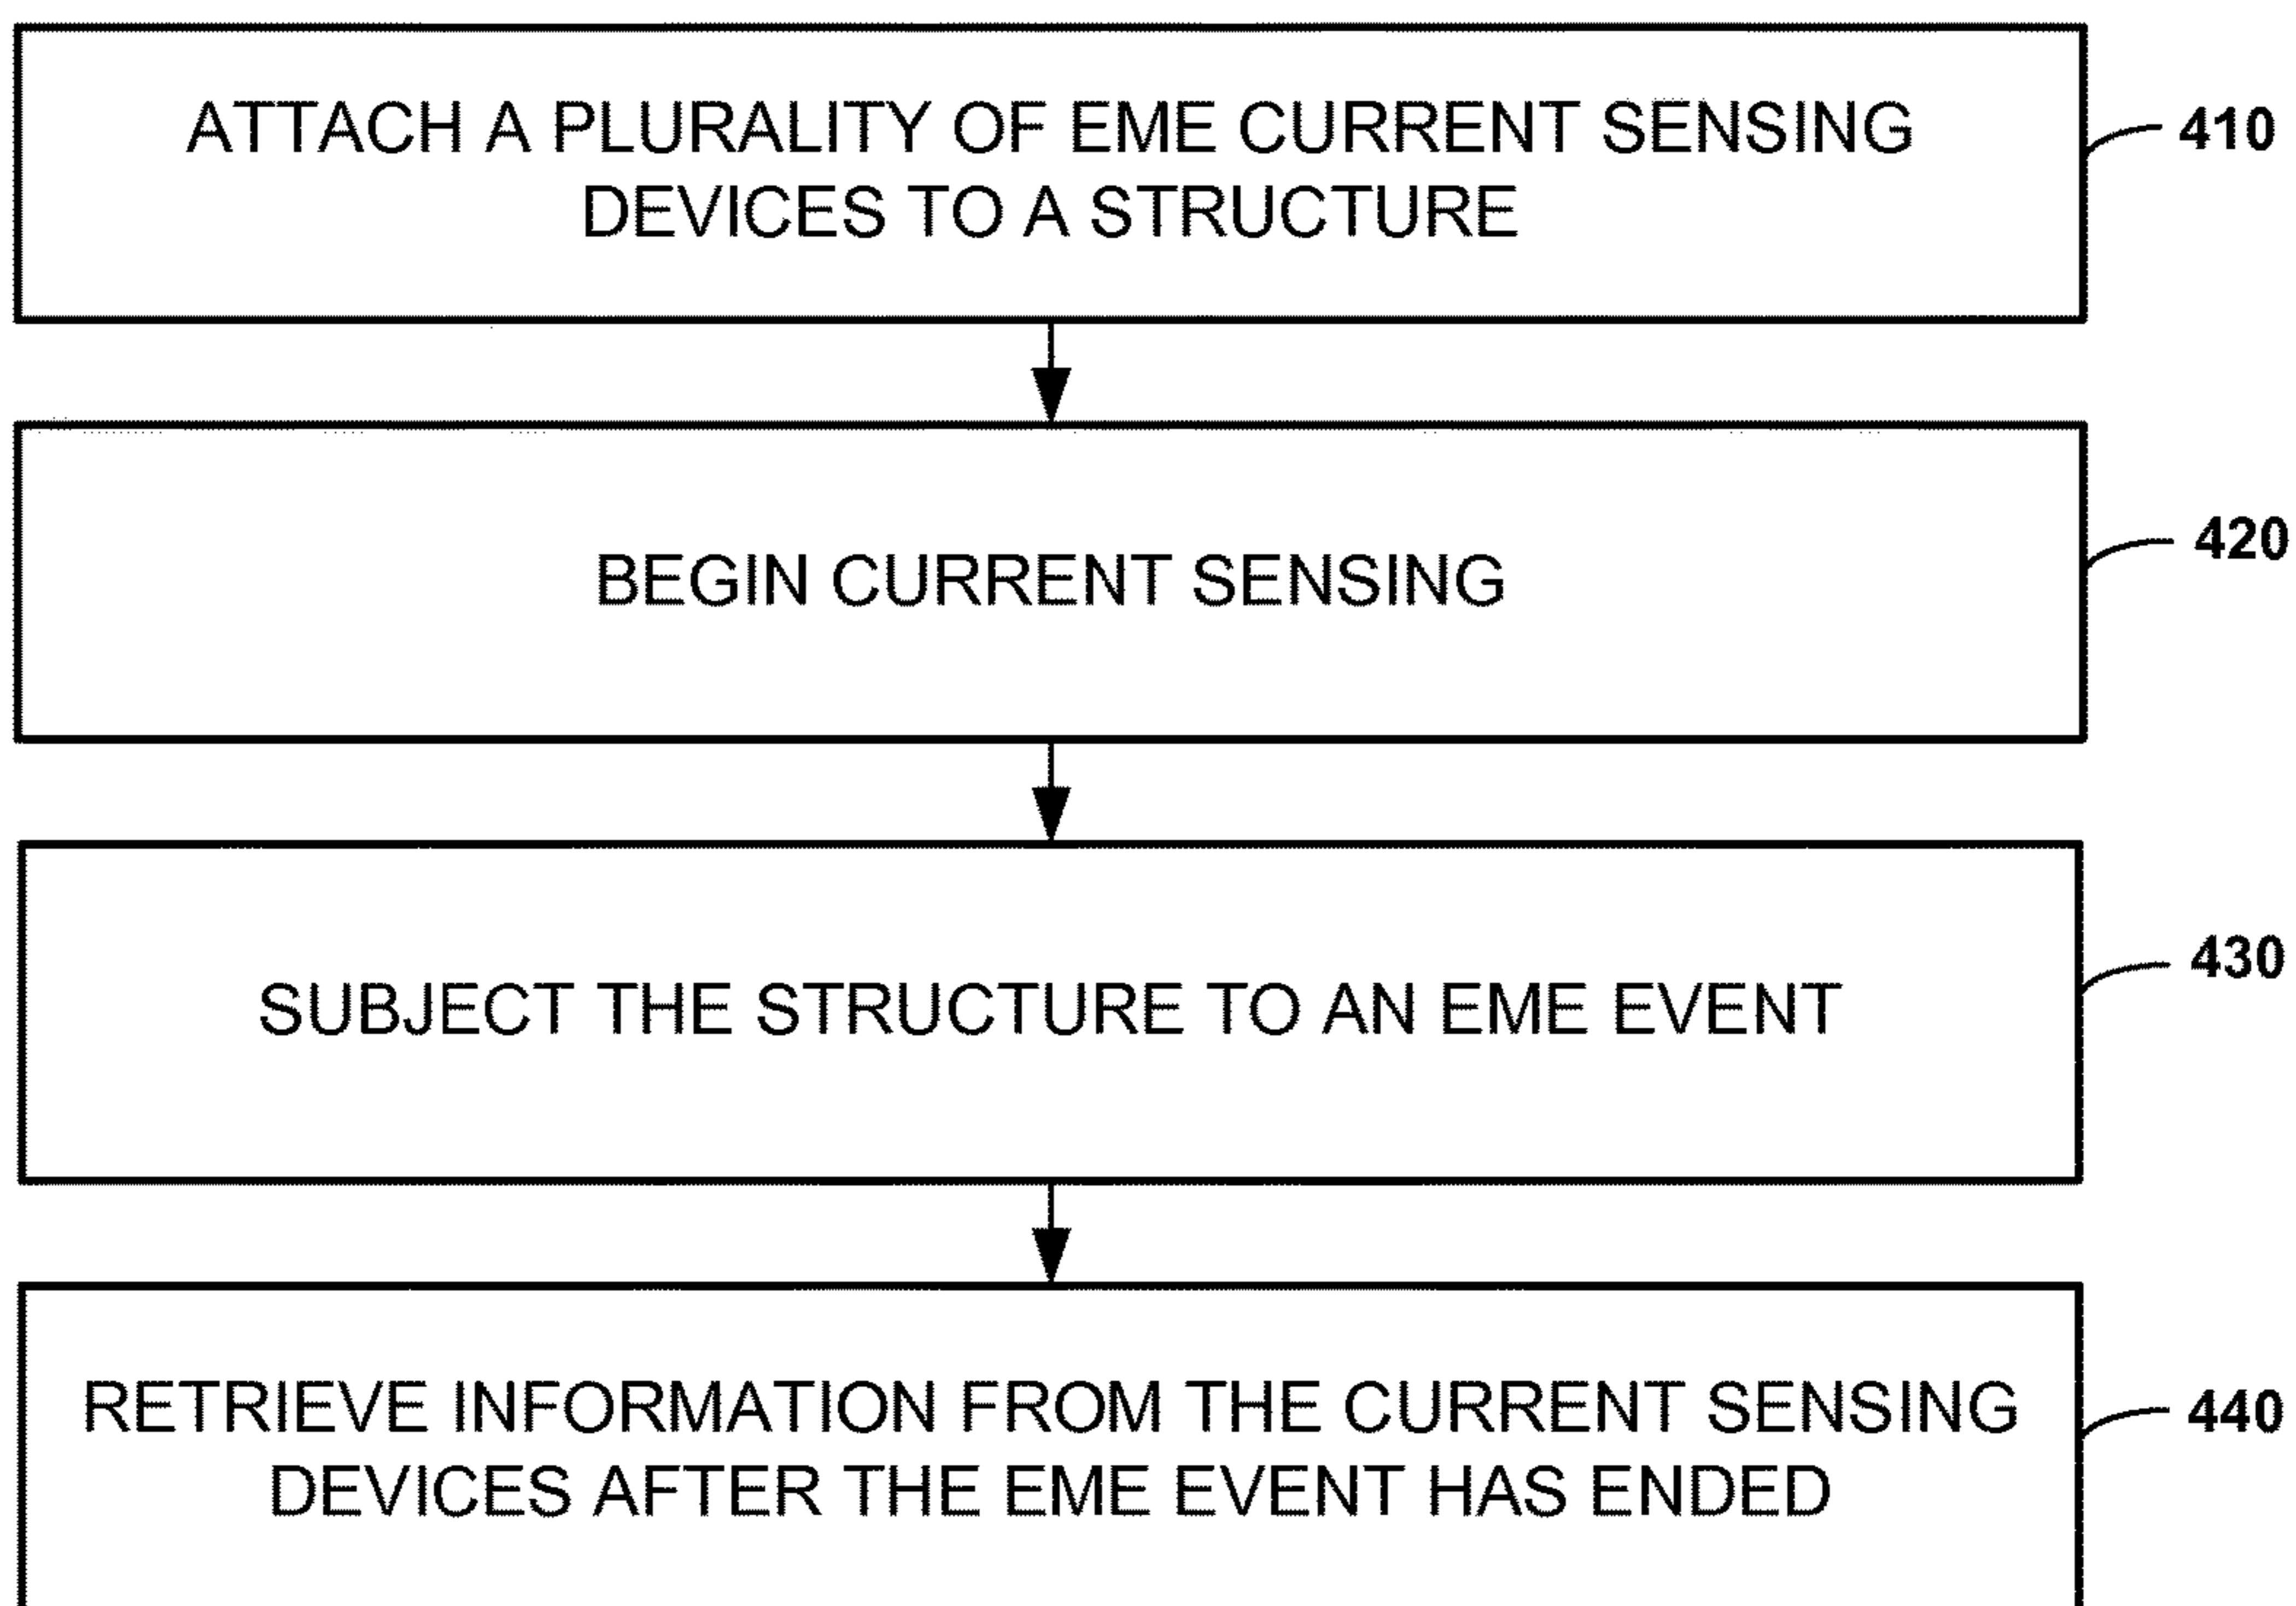 ATTACH A PLURALITY OF EME CURRENT SENSING
DEVICES TO A STRUCTURE
410
BEGIN CURRENT SENSING
420
SUBJECT THE STRUCTURE TO AN EME EVENT
430
RETRIEVE INFORMATION FROM THE CURRENT SENSING
DEVICES AFTER THE EME EVENT HAS ENDED
440